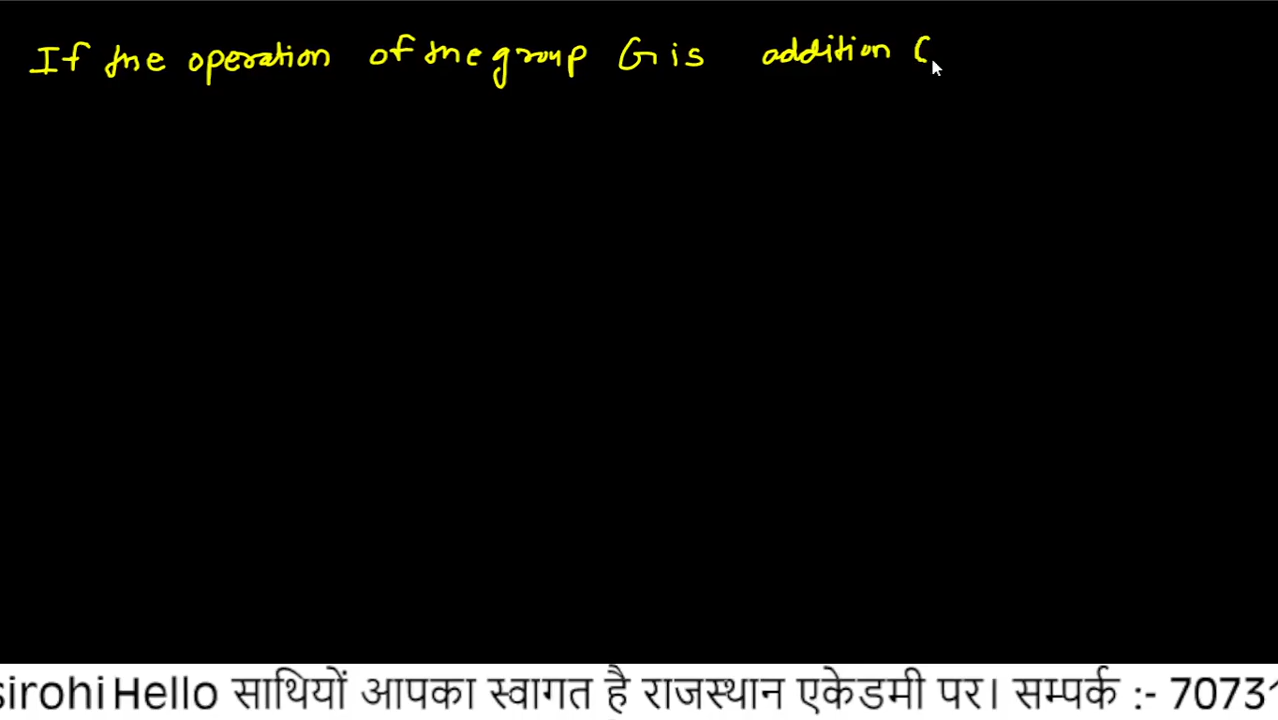 If the operation of the group G is addition (
sirohi Hello साथियों आपका स्वागत है राजस्थान एकेडमी पर। सम्पर्क :- 7073